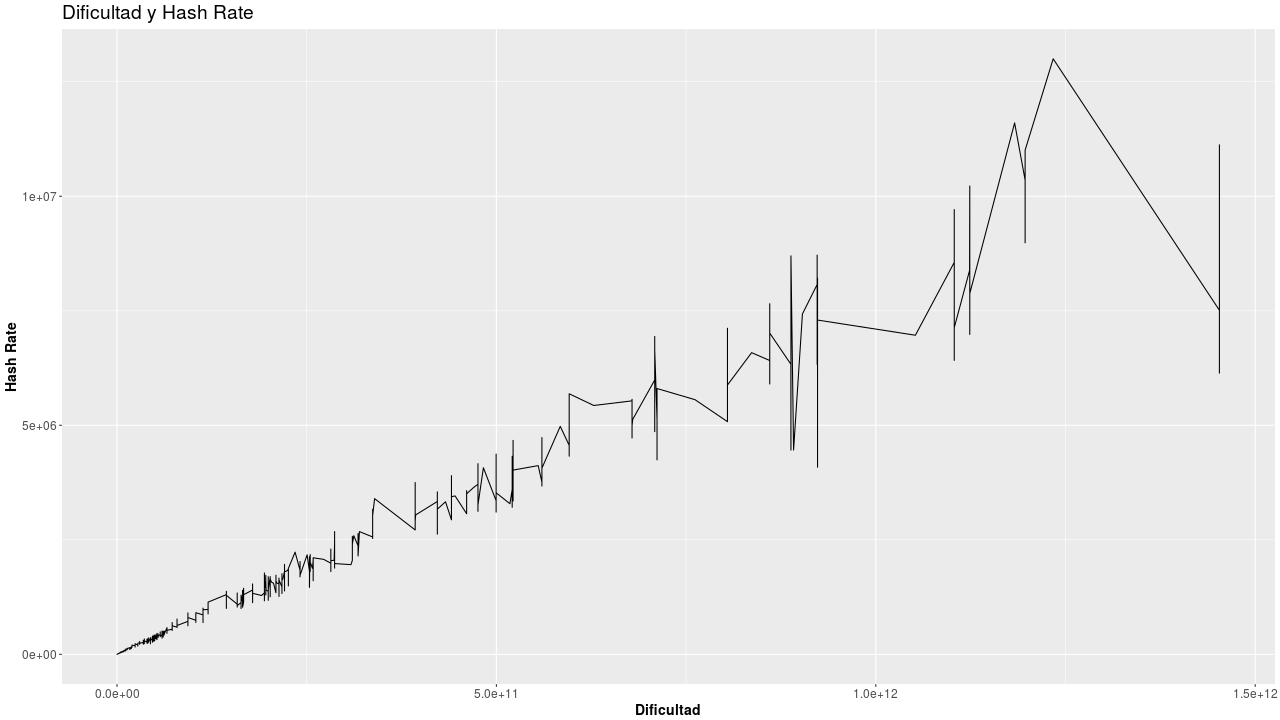 Dificultad y Hash Rate
Hash Rate
1e+07
5e+06
0e+00
0.0e+00 5.0e+11 1.0e+12 1.5e+12
Dificultad